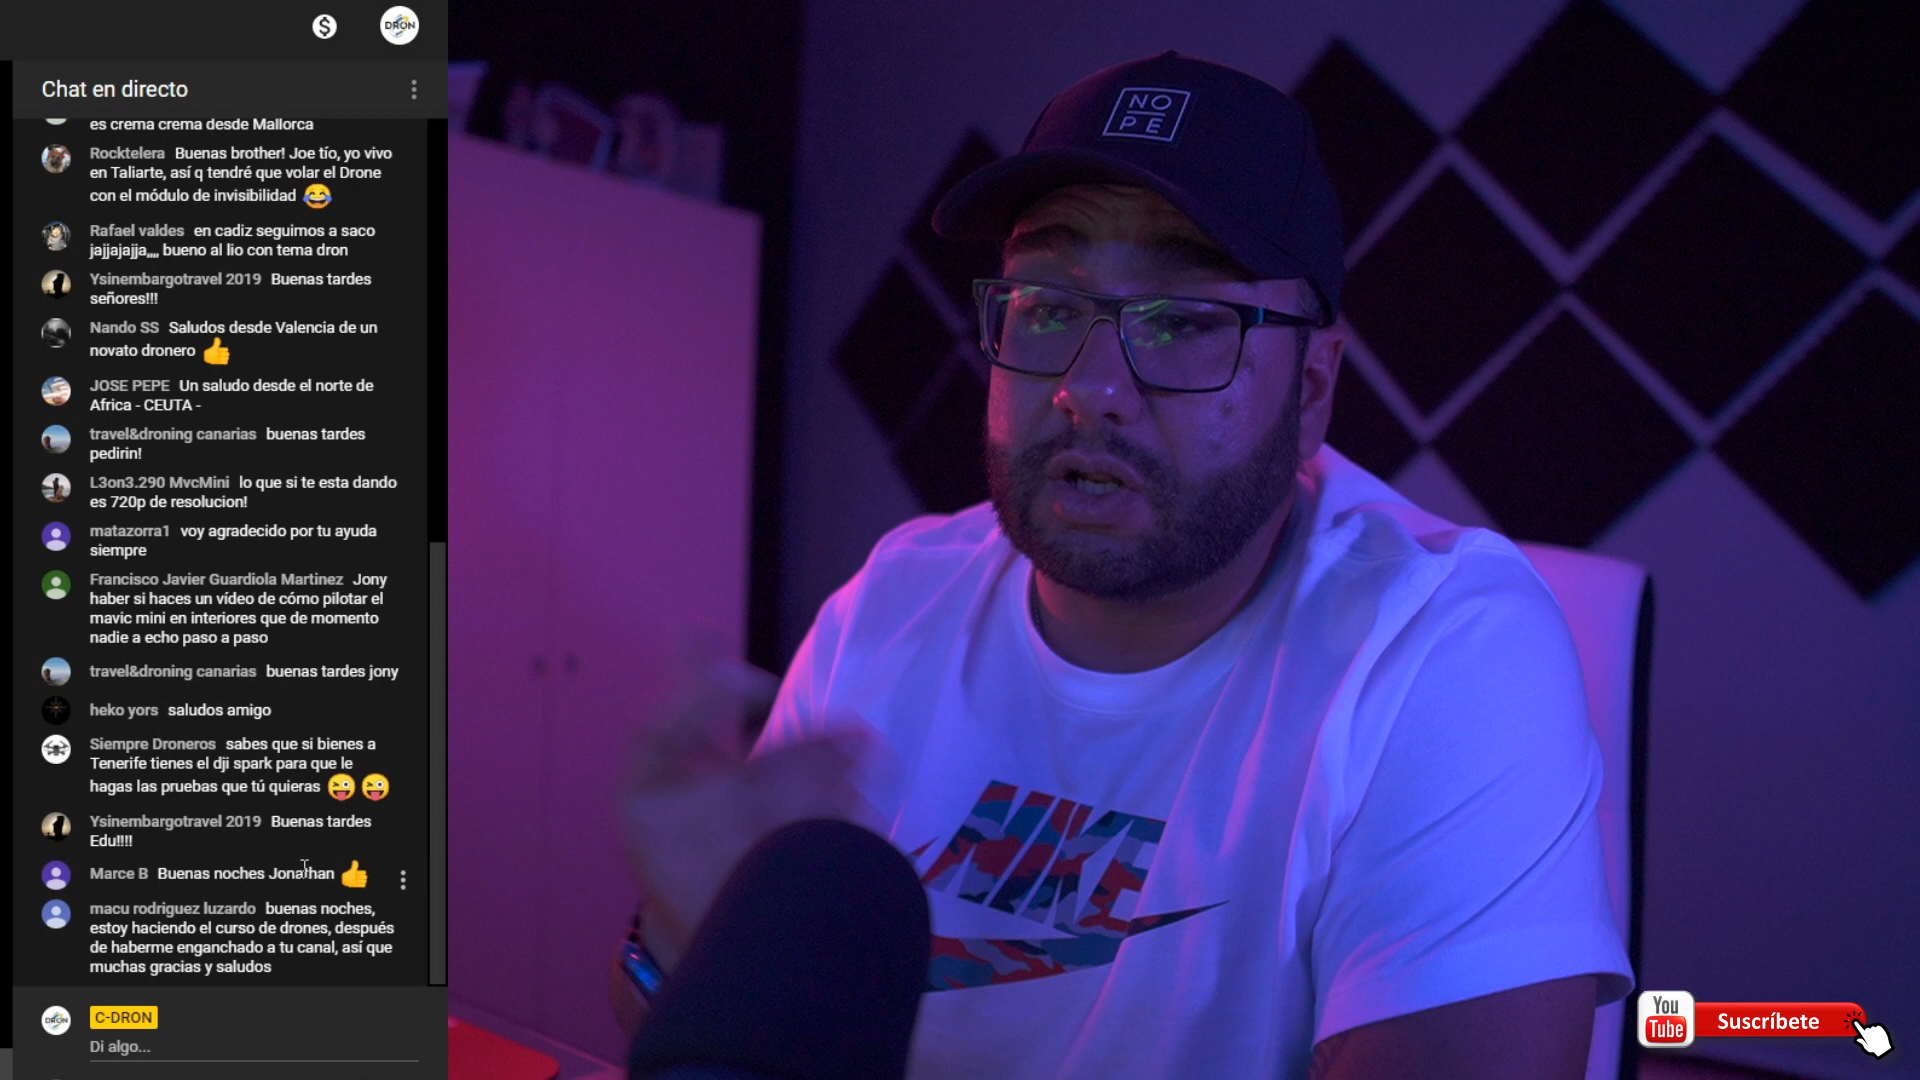 DRON
Chat en directo
es crema crema desde Mallorca
Rocktelera Buenas brother! Joe tío, yo vivo
en Taliarte, así q tendré que volar el Drone
con el módulo de invisibilidad 😂
Rafael valdes en cadiz seguimos a saco
jajjajajja,,,, bueno al lio con tema dron
Ysinembargotravel 2019 Buenas tardes
señores!!!
Nando SS Saludos desde Valencia de un
novato dronero 👍
JOSE PEPE Un saludo desde el norte de
Africa - CEUTA -
travel&droning canarias buenas tardes
pedirin!
L3on3.290 MvcMini lo que si te esta dando
es 720p de resolucion!
matazorra1 voy agradecido por tu ayuda
siempre
Francisco Javier Guardiola Martinez Jony
haber si haces un vídeo de cómo pilotar el
mavic mini en interiores que de momento
nadie a echo paso a paso
travel&droning canarias buenas tardes jony
heko yors saludos amigo
Siempre Droneros sabes que si bienes a
Tenerife tienes el dji spark para que le
hagas las pruebas que tú quieras 😜 😜
Ysinembargotravel 2019 Buenas tardes
Edu!!!!
Marce B Buenas noches Jonathan 👍
macu rodriguez luzardo buenas noches,
estoy haciendo el curso de drones, después
de haberme enganchado a tu canal, así que
muchas gracias y saludos
DRON
C-DRON
Di algo...
NO
PE
NIKE
You
Tube
Suscríbete